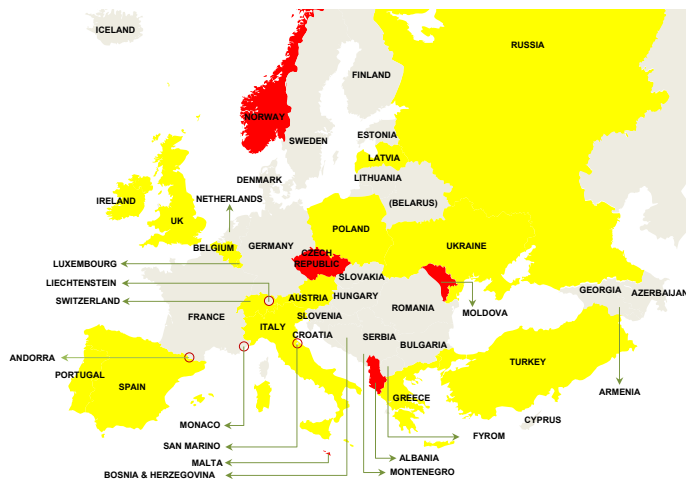 ICELAND
RUSSIA
FINLAND
NORWAY
SWEDEN
ESTONIA
LATVIA
LITHUANIA
DENMARK
NETHERLANDS
IRELAND
(BELARUS)
UK
POLAND
BELGIUM
GERMANY
UKRAINE
LUXEMBOURG
CZECH
REPUBLIC
SLOVAKIA
LIECHTENSTEIN
SWITZERLAND
AUSTRIA
HUNGARY
GEORGIA
AZERBAIJAN
ROMANIA
MOLDOVA
FRANCE
SLOVENIA
ITALY
CROATIA
SERBIA
BULGARIA
ANDORRA
TURKEY
PORTUGAL
SPAIN
GREECE
ARMENIA
MONACO
CYPRUS
FYROM
SAN MARINO
ALBANIA
MALTA
MONTENEGRO
BOSNIA & HERZEGOVINA